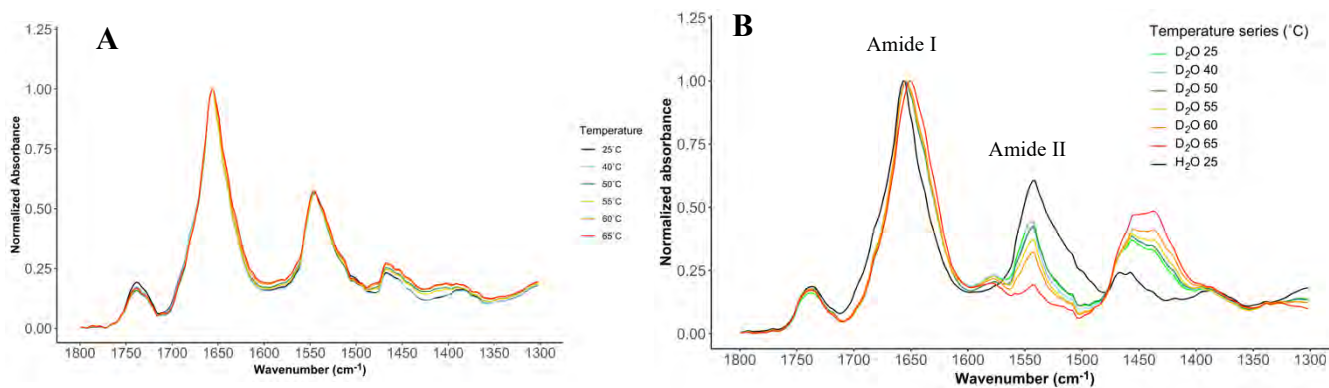 A
Normalized Absorbance
1.25
1.00
0.75
0.50
0.25
0.00
1800 1750 1700 1650 1600 1550 1500 1450 1400 1350 1300
Wavenumber (cm-1)
Temperature
25°C
40°C
50°C
55°C
60°C
65°C
B
Amide I
Amide II
Normalized absorbance
1.25
1.00
0.75
0.50
0.25
0.00
1800 1750 1700 1650 1600 1550 1500 1450 1400 1350 1300
Wavenumber (cm-1)
Temperature series (°C)
D2O 25
D2O 40
D2O 50
D2O 55
D2O 60
D2O 65
H2O 25